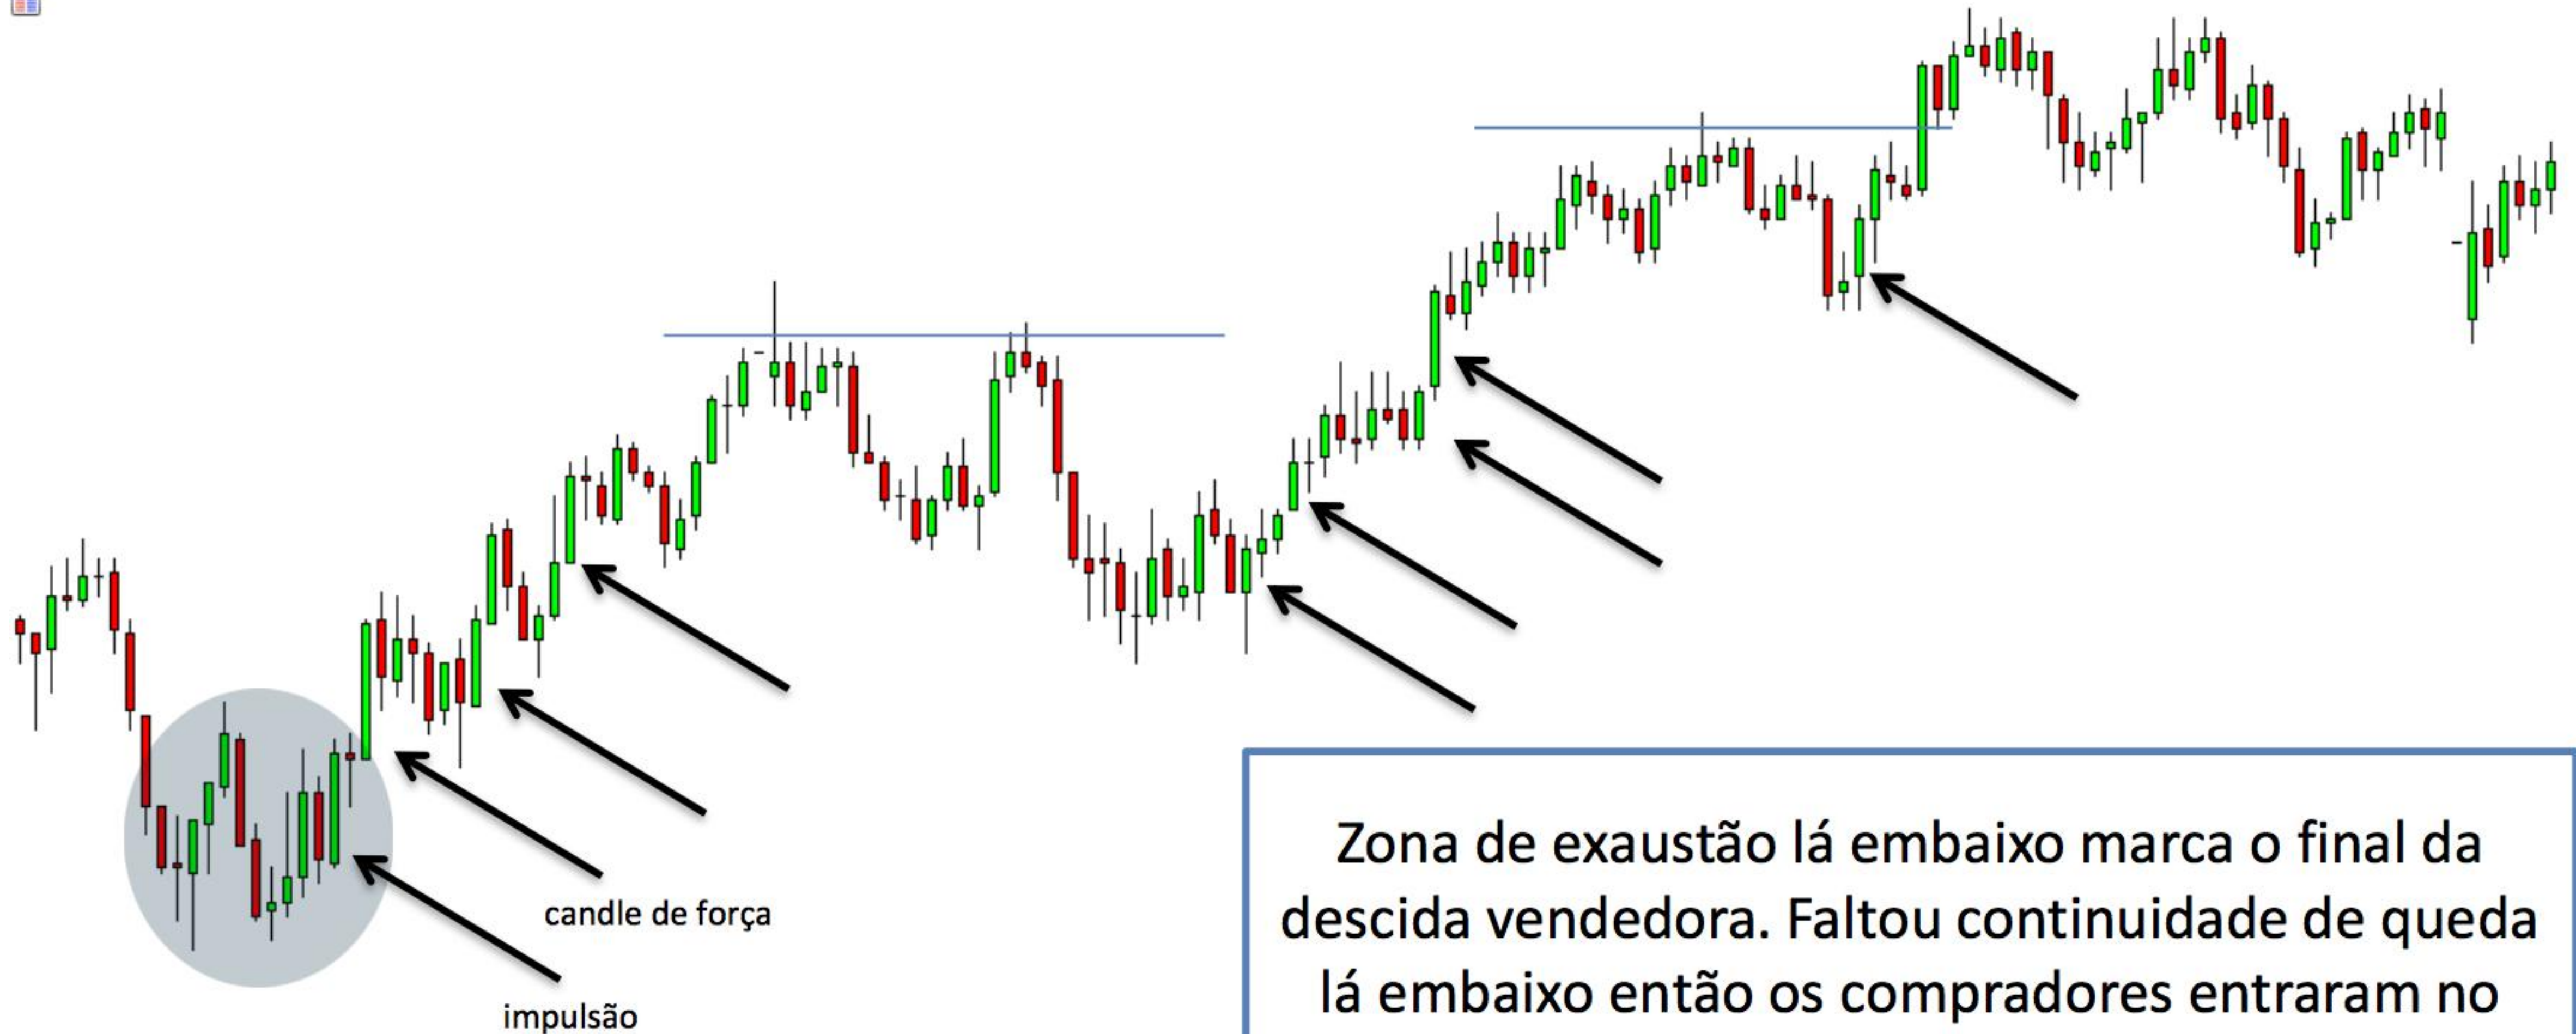 candle de força
impulsão
Zona de exaustão lá embaixo marca o final da
descida vendedora. Faltou continuidade de queda
lá embaixo então os compradores entraram no